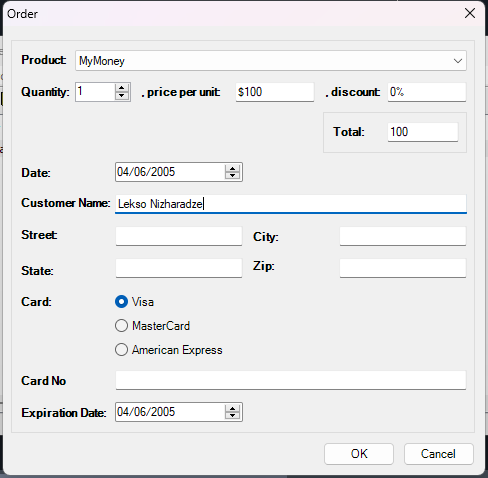 Order
Product: MyMoney
Quantity: 1 , price per unit: $100 , discount: 0%
Total: 100
Date: 04/06/2005
Customer Name: Lekso Nizharadze
Street: City:
State: Zip:
Card: Visa
MasterCard
American Express
Card No
Expiration Date: 04/06/2005
OK Cancel